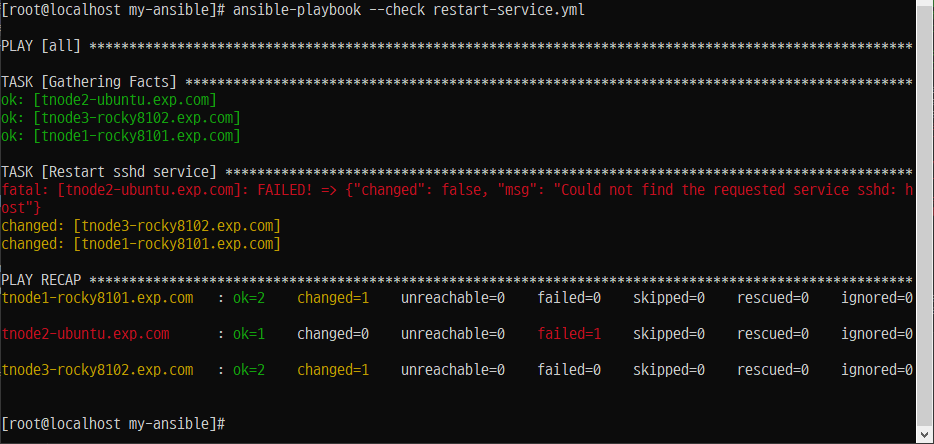 [root@localhost my-ansible]# ansible-playbook --check restart-service.yml
PLAY [all] *******************************************************************************************************
TASK [Gathering Facts] *******************************************************************************************
ok: [tnode2-ubuntu.exp.com]
ok: [tnode3-rocky8102.exp.com]
ok: [tnode1-rocky8101.exp.com]
TASK [Restart sshd service] **************************************************************************************
fatal: [tnode2-ubuntu.exp.com]: FAILED! => {"changed": false, "msg": "Could not find the requested service sshd: h
ost"}
changed: [tnode3-rocky8102.exp.com]
changed: [tnode1-rocky8101.exp.com]
PLAY RECAP *******************************************************************************************************
tnode1-rocky8101.exp.com   : ok=2    changed=1    unreachable=0    failed=0    skipped=0    rescued=0    ignored=0
tnode2-ubuntu.exp.com      : ok=1    changed=0    unreachable=0    failed=1    skipped=0    rescued=0    ignored=0
tnode3-rocky8102.exp.com   : ok=2    changed=1    unreachable=0    failed=0    skipped=0    rescued=0    ignored=0
[root@localhost my-ansible]#